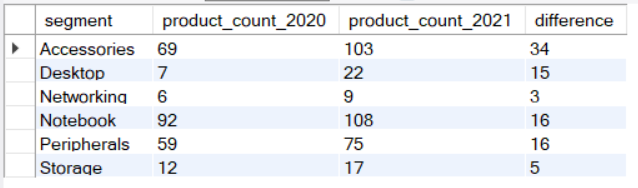 segment product_count_2020 product_count_2021 difference
Accessories 69 103 34
Desktop 7 22 15
Networking 6 9 3
Notebook 92 108 16
Peripherals 59 75 16
Storage 12 17 5